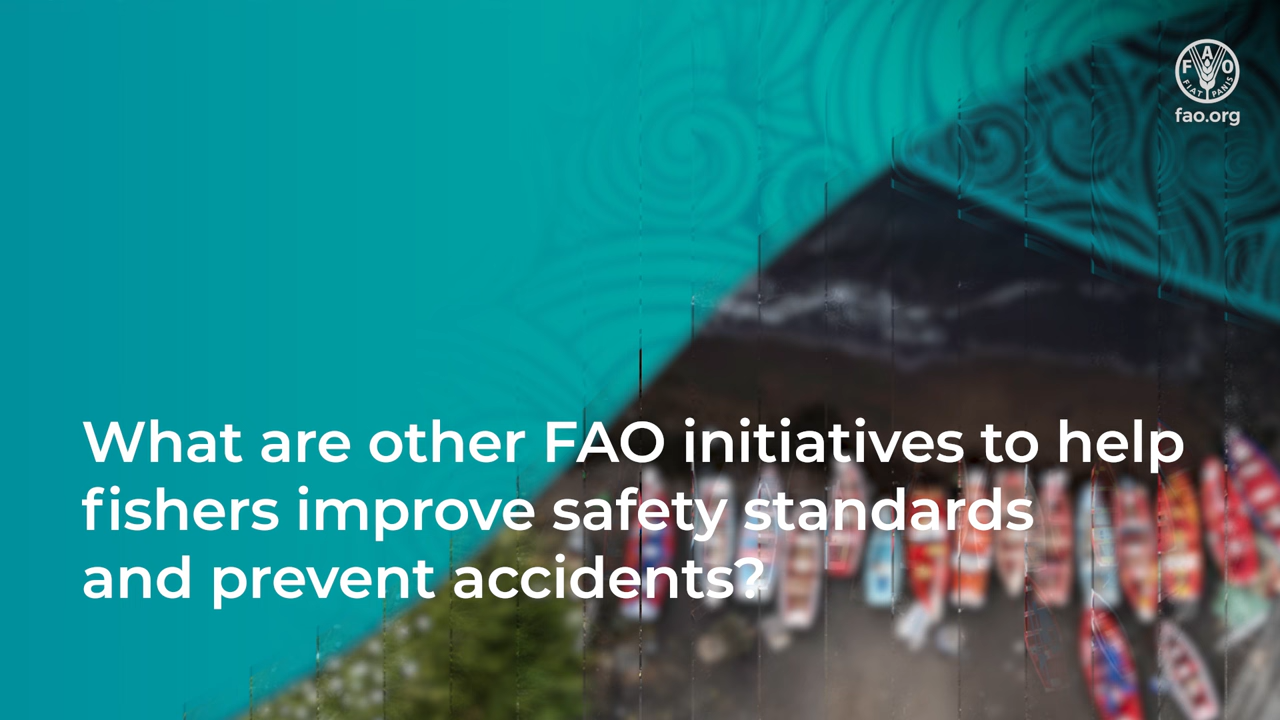 FAO
FIAT PANIS
fao.org
What are other FAO initiatives to help
fishers improve safety standards
and prevent accidents?